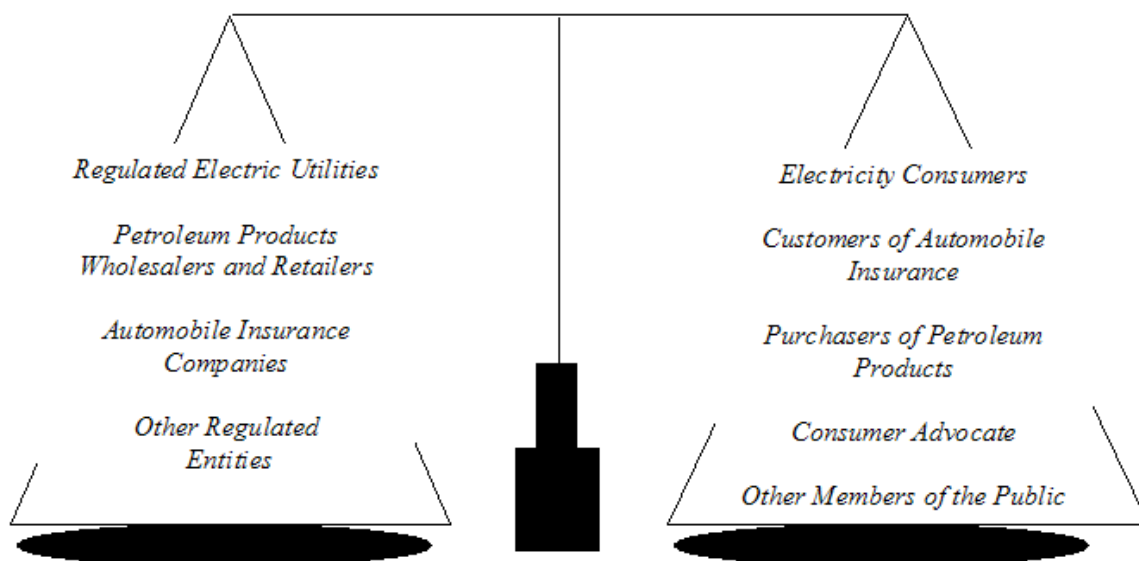 Regulated Electric Utilities
Petroleum Products
Wholesalers and Retailers
Automobile Insurance
Companies
Other Regulated
Entities
Electricity Consumers
Customers of Automobile
Insurance
Purchasers of Petroleum
Products
Consumer Advocate
Other Members of the Public